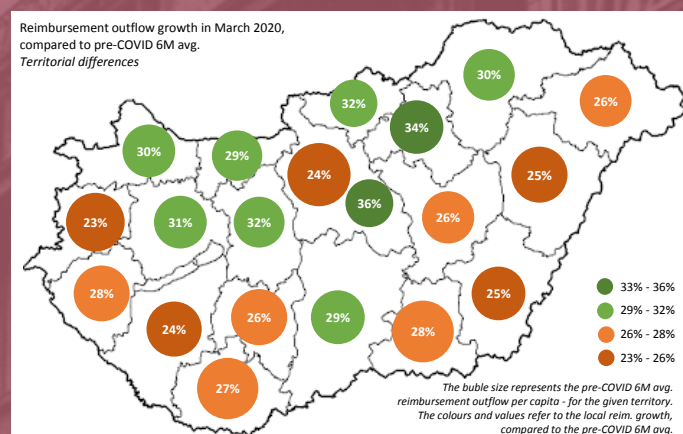 Reimbursement outflow growth in March 2020,
compared to pre-COVID 6M avg.
Territorial differences
30%
26%
32%
34%
30%
29%
24%
25%
36%
23%
31%
32%
26%
28%
25%
24%
26%
29%
28%
27%
33% - 36%
29% - 32%
26% - 28%
23% - 26%
The buble size represents the pre-COVID 6M avg.
reimbursement outflow per capita - for the given territory.
The colours and values refer to the local reim. growth,
compared to the pre-COVID 6M avg.